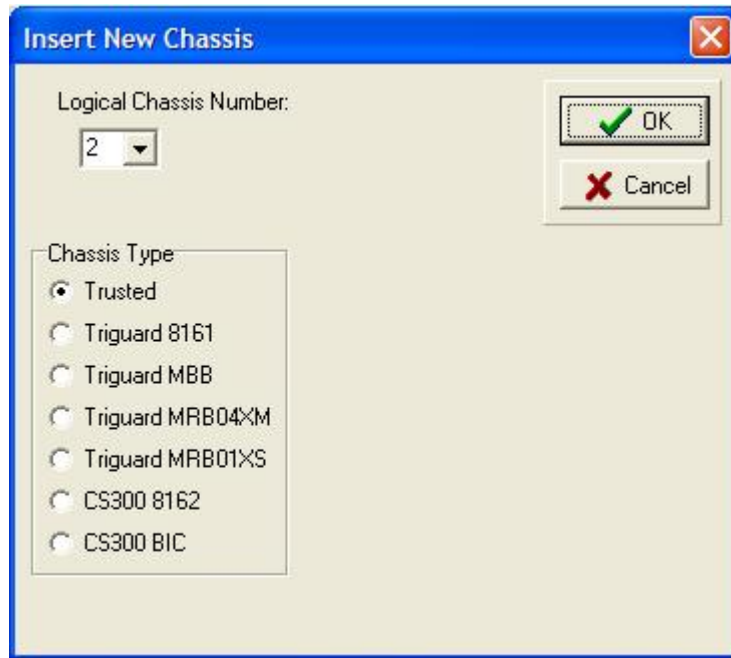 Insert New Chassis
Logical Chassis Number:
2
OK
Cancel
Chassis Type
Trusted
Triguard 8161
Triguard MBB
Triguard MRB04XM
Triguard MRB01XS
CS300 8162
CS300 BIC